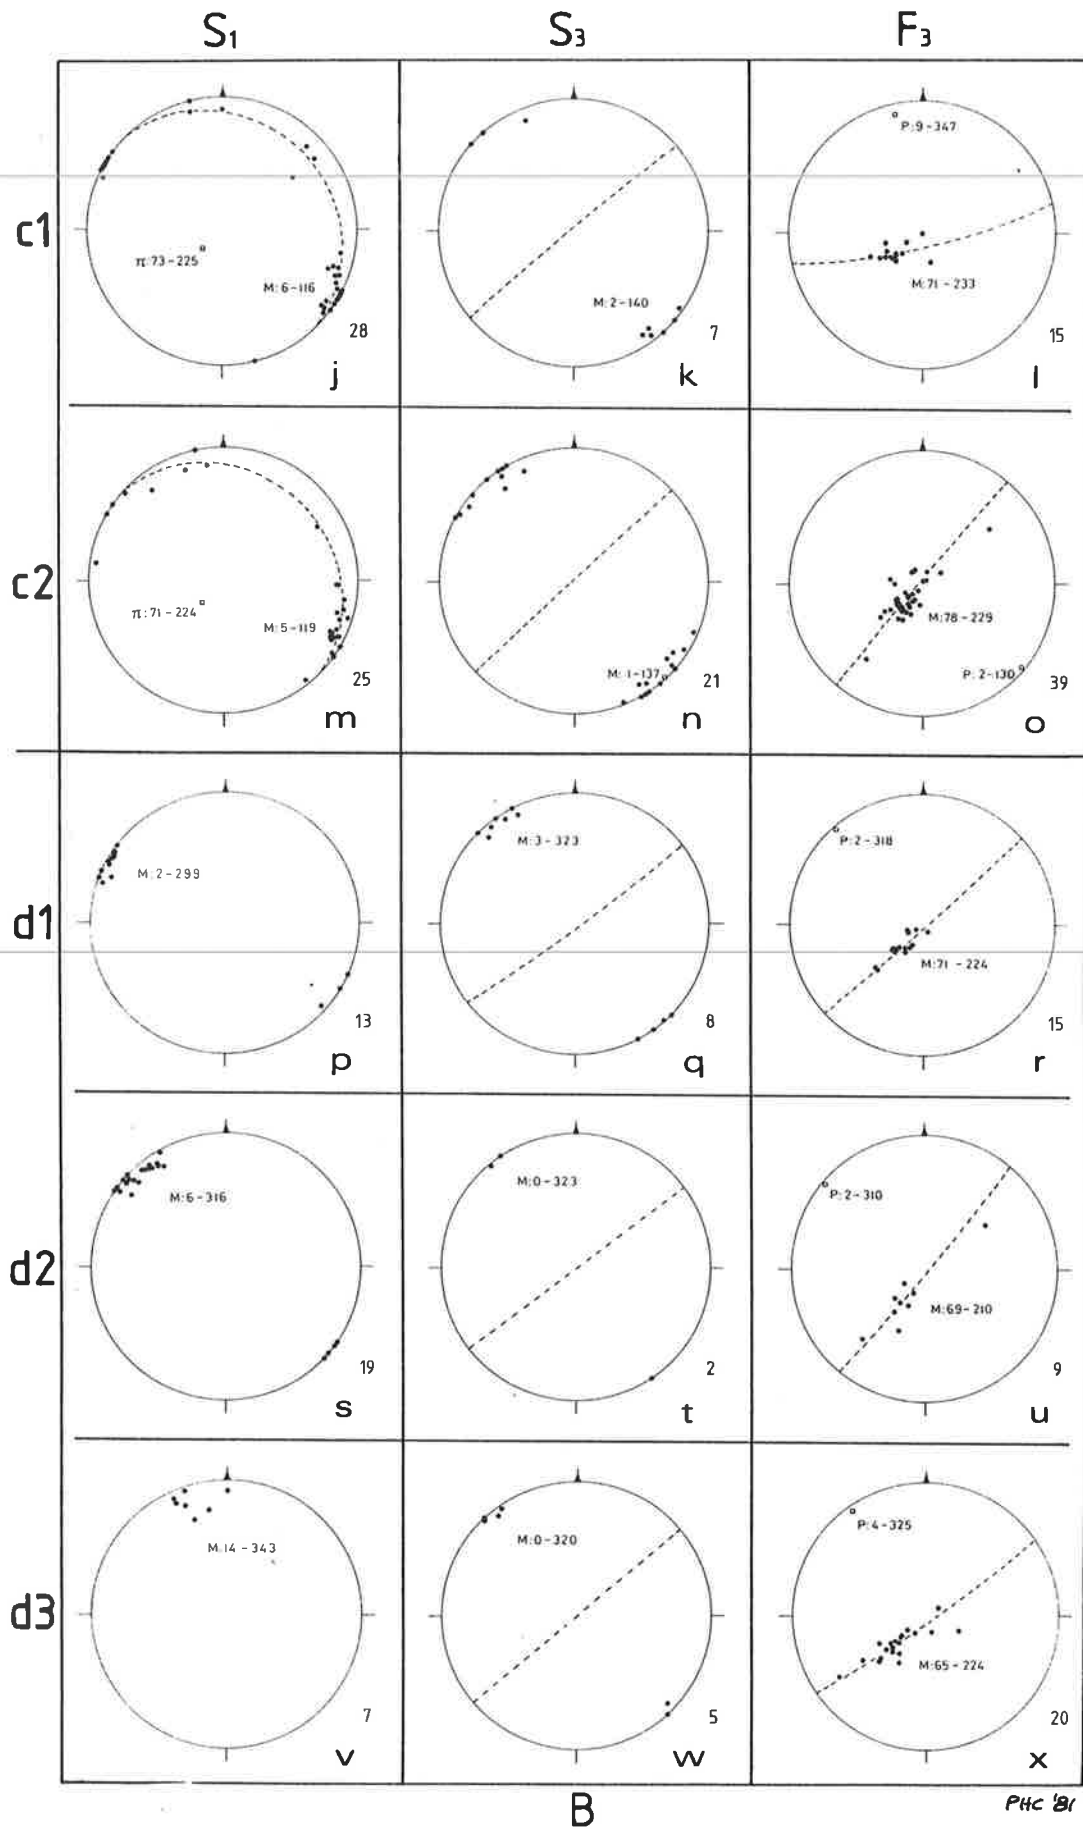 S₁ S₃ F₃
c1
π:73-225
M:6-116
28
j
M:2-140
7
k
P:9-347
M:71-233
15
l
c2
π:71-224
M:5-119
25
m
M:1-137
21
n
M:78-229
P:2-130
39
o
d1
M:2-299
13
p
M:3-323
8
q
P:2-318
M:71-224
15
r
d2
M:6-316
19
s
M:0-323
2
t
P:2-310
M:69-210
9
u
d3
M:14-343
7
v
M:0-320
5
w
P:4-325
M:65-224
20
x
B
PHC '81